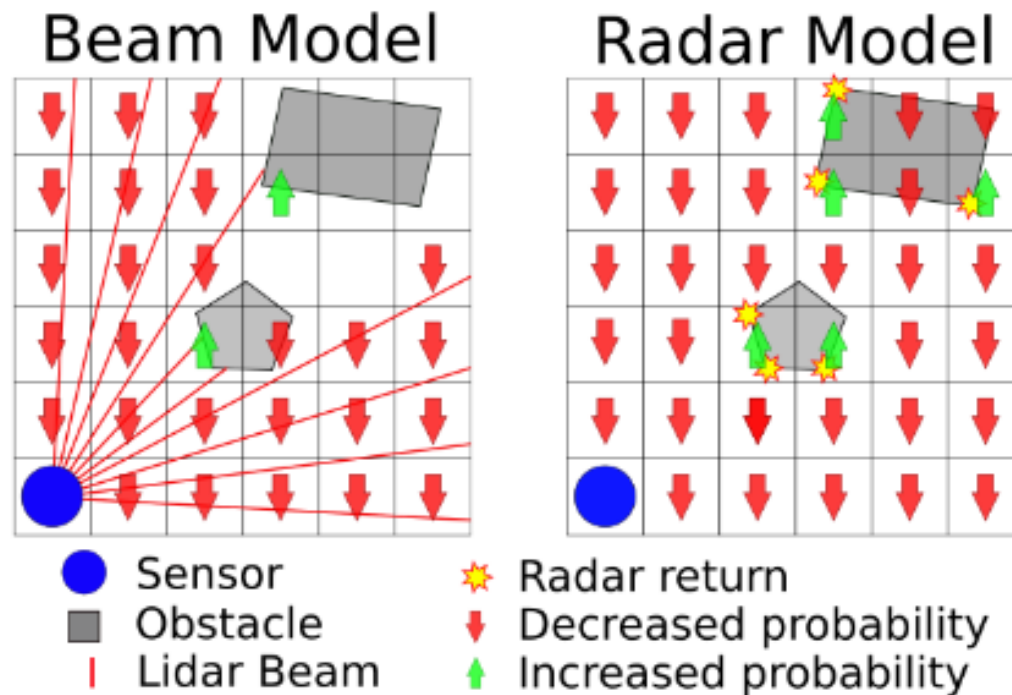 Beam Model
Radar Model
Sensor
Obstacle
Lidar Beam
Radar return
Decreased probability
Increased probability